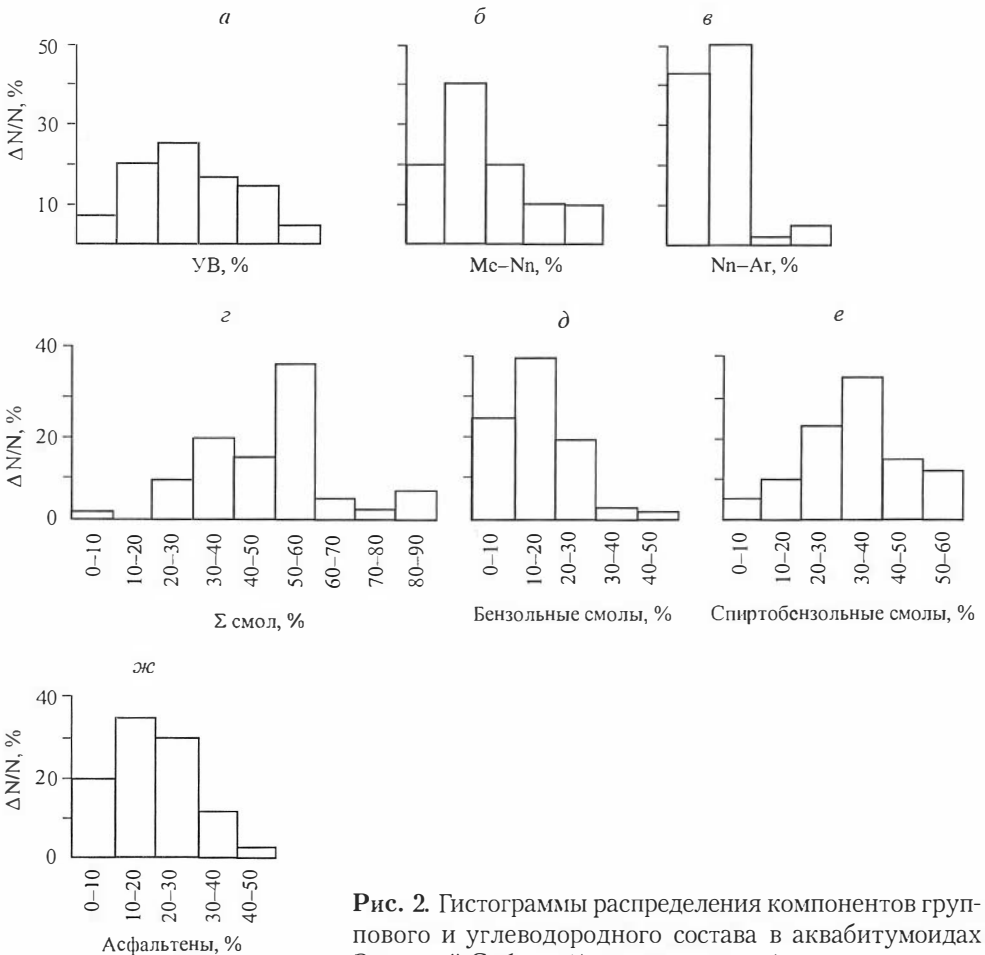 а б в
50
30
10
ΔN/N, %
УВ, % Мс–Nn, % Nn–Ar, %
г д е
40
20
0
ΔN/N, %
0–10 10–20 20–30 30–40 40–50 50–60 60–70 70–80 80–90
0–10 10–20 20–30 30–40 40–50
0–10 10–20 20–30 30–40 40–50 50–60
Σ смол, % Бензольные смолы, % Спиртобензольные смолы, %
ж
40
20
0
ΔN/N, %
0–10 10–20 20–30 30–40 40–50
Асфальтены, %
Рис. 2. Гистограммы распределения компонентов груп-
пового и углеводородного состава в аквабитумоидах